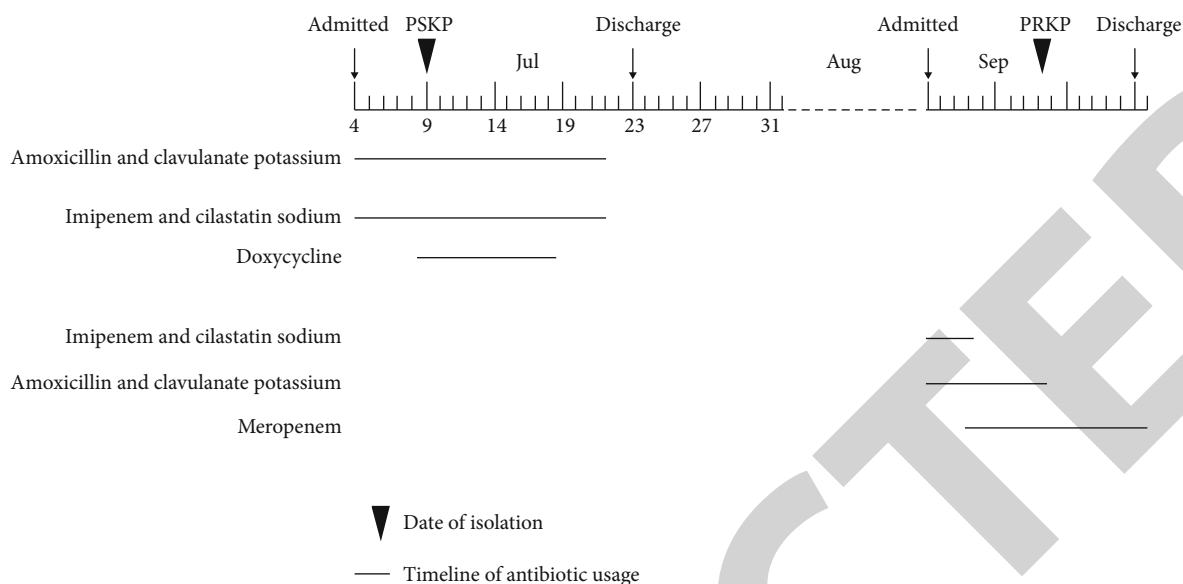 Admitted PSKP Discharge Admitted PRKP Discharge
Jul Aug Sep
4 9 14 19 23 27 31
Amoxicillin and clavulanate potassium
Imipenem and cilastatin sodium
Doxycycline
Imipenem and cilastatin sodium
Amoxicillin and clavulanate potassium
Meropenem
Date of isolation
Timeline of antibiotic usage
CTED